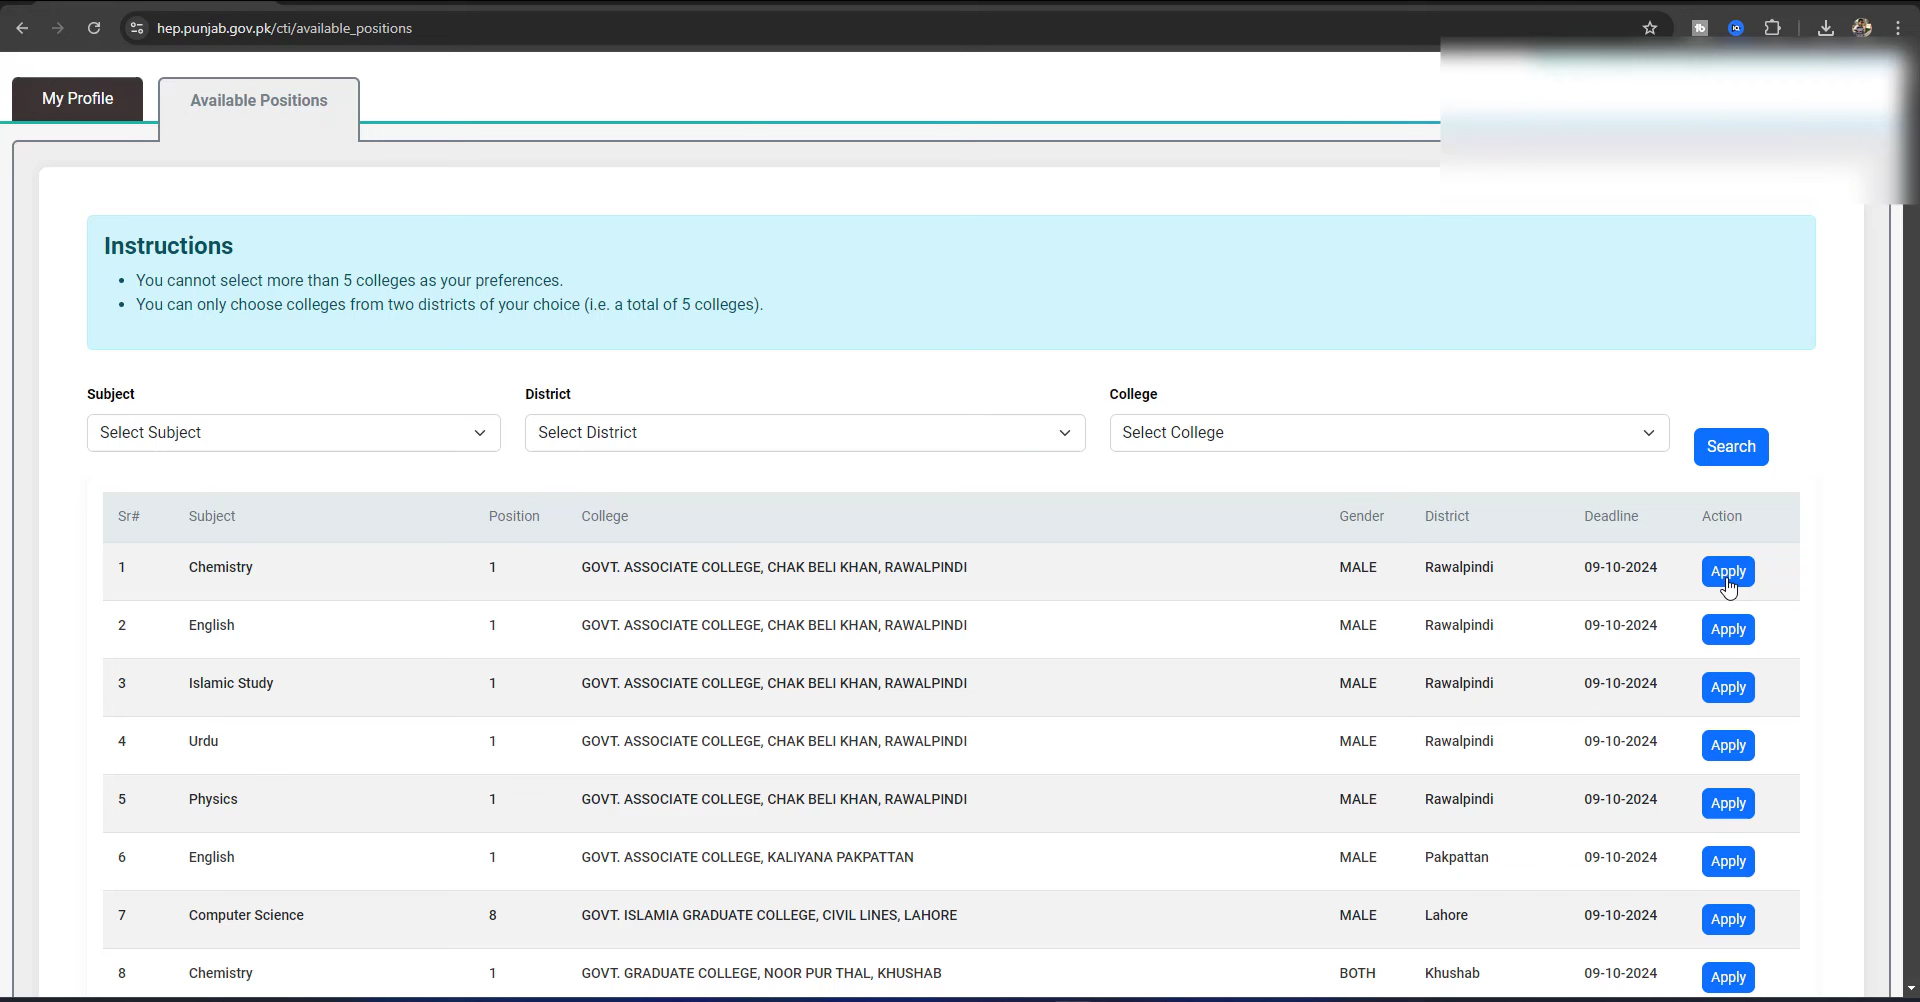 hep.punjab.gov.pk/cti/available_positions
My Profile
Available Positions
Instructions
• You cannot select more than 5 colleges as your preferences.
• You can only choose colleges from two districts of your choice (i.e. a total of 5 colleges).
Subject District College
Select Subject Select District Select College Search
Sr# Subject Position College Gender District Deadline Action
1 Chemistry 1 GOVT. ASSOCIATE COLLEGE, CHAK BELI KHAN, RAWALPINDI MALE Rawalpindi 09-10-2024 Apply
2 English 1 GOVT. ASSOCIATE COLLEGE, CHAK BELI KHAN, RAWALPINDI MALE Rawalpindi 09-10-2024 Apply
3 Islamic Study 1 GOVT. ASSOCIATE COLLEGE, CHAK BELI KHAN, RAWALPINDI MALE Rawalpindi 09-10-2024 Apply
4 Urdu 1 GOVT. ASSOCIATE COLLEGE, CHAK BELI KHAN, RAWALPINDI MALE Rawalpindi 09-10-2024 Apply
5 Physics 1 GOVT. ASSOCIATE COLLEGE, CHAK BELI KHAN, RAWALPINDI MALE Rawalpindi 09-10-2024 Apply
6 English 1 GOVT. ASSOCIATE COLLEGE, KALIYANA PAKPATTAN MALE Pakpattan 09-10-2024 Apply
7 Computer Science 8 GOVT. ISLAMIA GRADUATE COLLEGE, CIVIL LINES, LAHORE MALE Lahore 09-10-2024 Apply
8 Chemistry 1 GOVT. GRADUATE COLLEGE, NOOR PUR THAL, KHUSHAB BOTH Khushab 09-10-2024 Apply